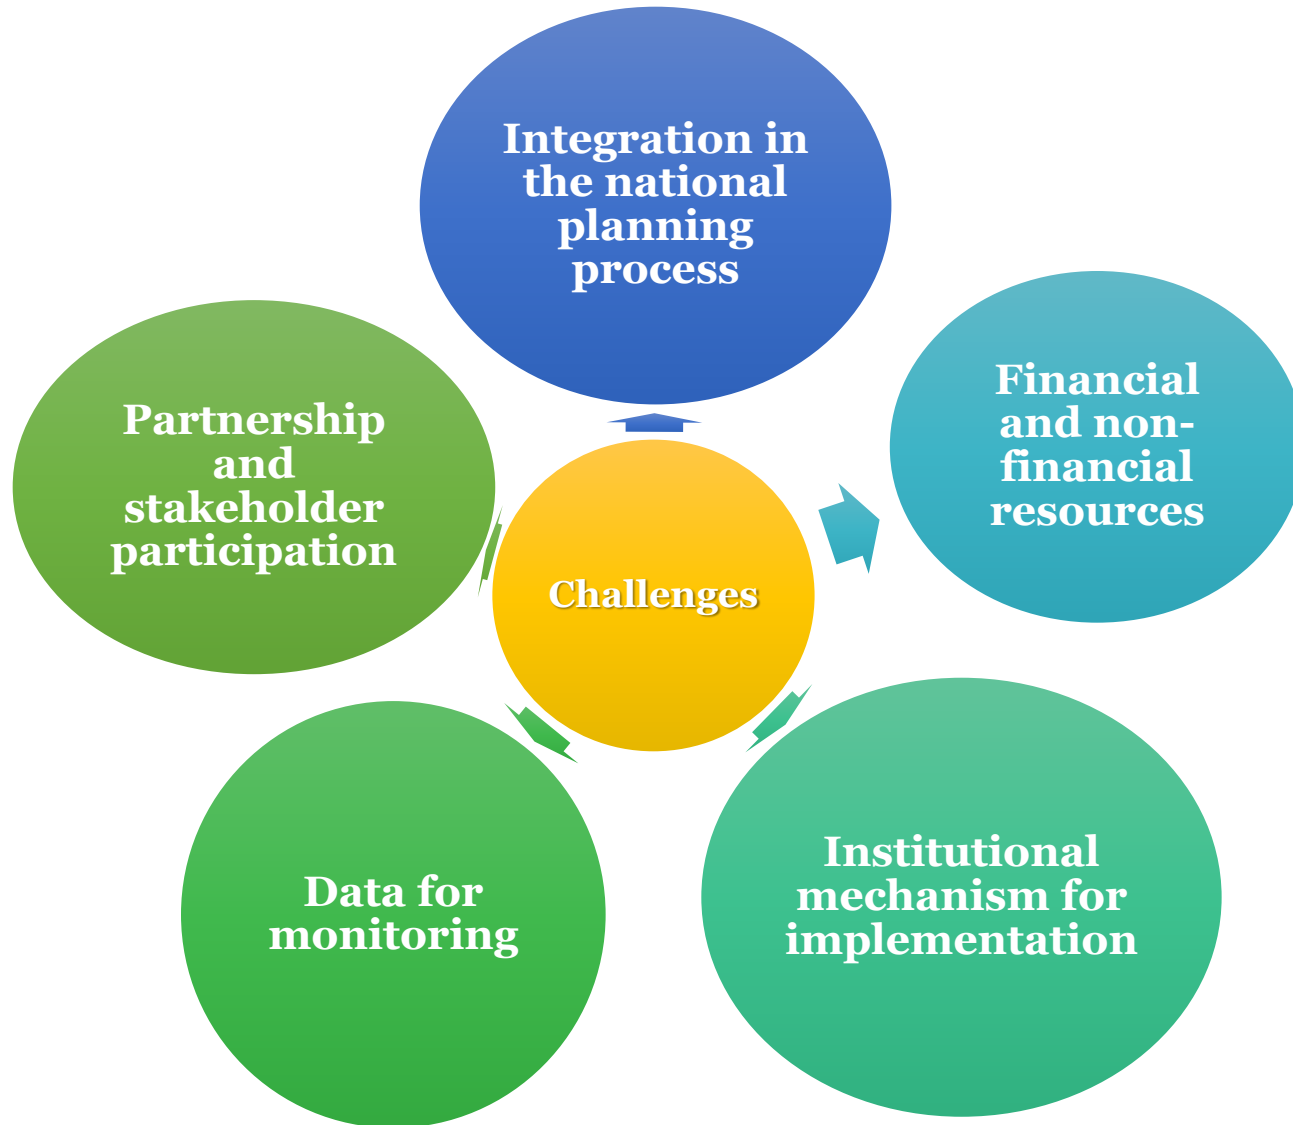 Integration in
the national
planning
process
Financial
and non-
financial
resources
Partnership
and
stakeholder
participation
Challenges
Institutional
mechanism for
implementation
Data for
monitoring